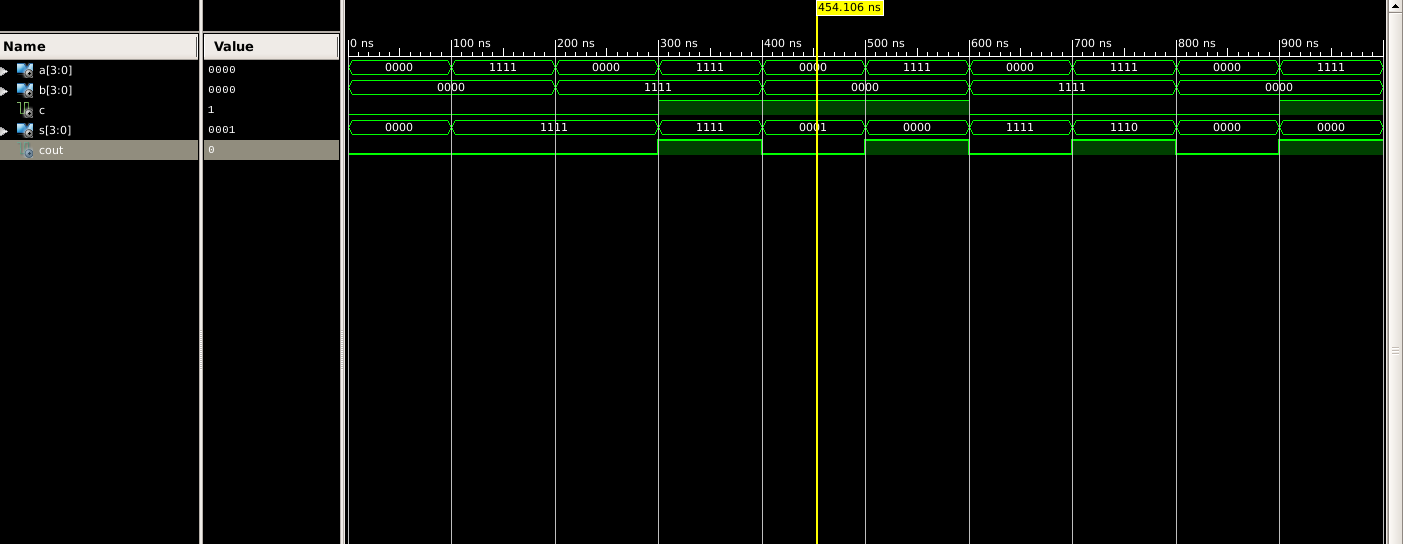 454.106 ns
Name Value 0 ns 100 ns 200 ns 300 ns 400 ns 500 ns 600 ns 700 ns 800 ns 900 ns
a[3:0] 0000 0000 1111 0000 1111 0000 1111 0000 1111 0000 1111
b[3:0] 0000 0000 1111 0000 1111 0000
c 1
s[3:0] 0001 0000 1111 1111 0001 0000 1111 1110 0000 0000
cout 0